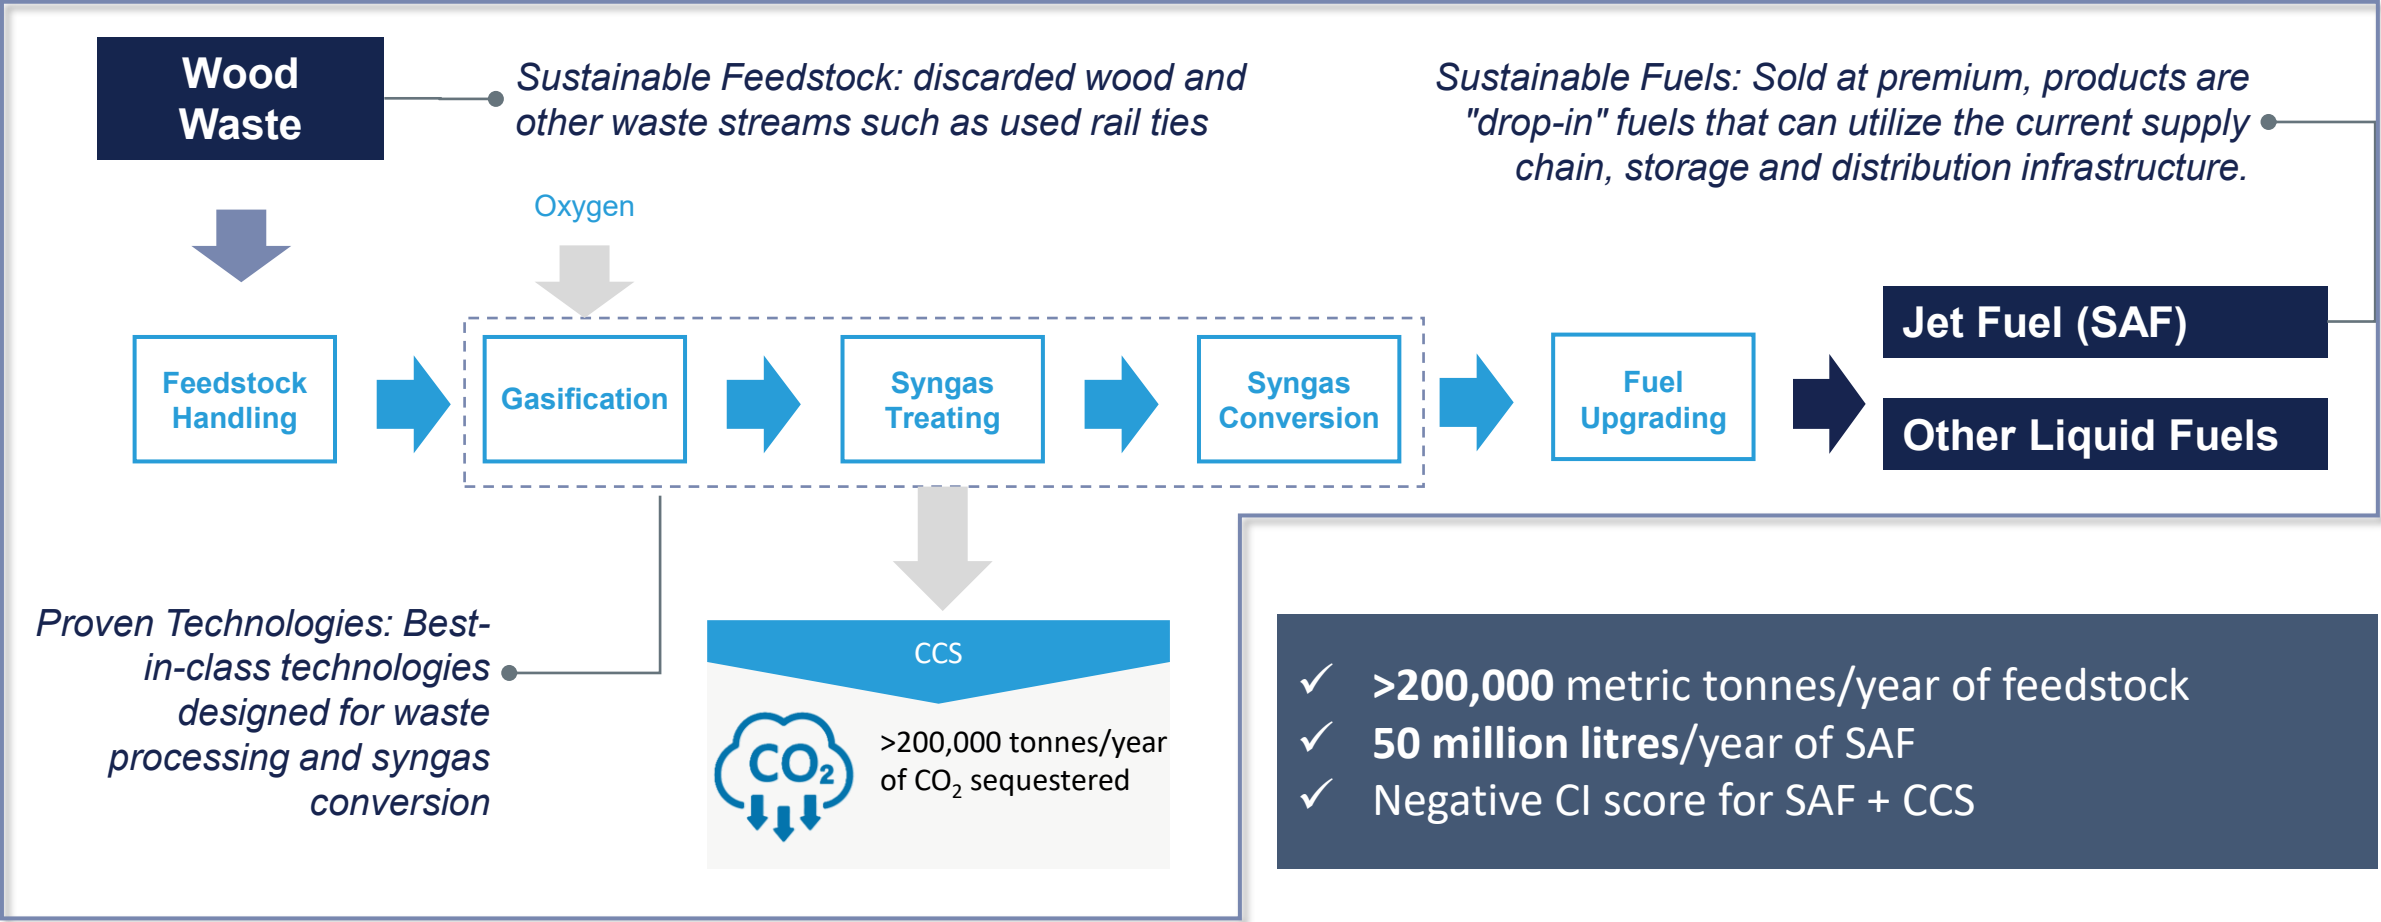 Wood
Waste
Sustainable Feedstock: discarded wood and
other waste streams such as used rail ties
Sustainable Fuels: Sold at premium, products are
"drop-in" fuels that can utilize the current supply
chain, storage and distribution infrastructure.
Oxygen
Feedstock
Handling
Gasification
Syngas
Treating
Syngas
Conversion
Fuel
Upgrading
Jet Fuel (SAF)
Other Liquid Fuels
Proven Technologies: Best-
in-class technologies
designed for waste
processing and syngas
conversion
CCS
CO₂
>200,000 tonnes/year
of CO₂ sequestered
✓ >200,000 metric tonnes/year of feedstock
✓ 50 million litres/year of SAF
✓ Negative CI score for SAF + CCS